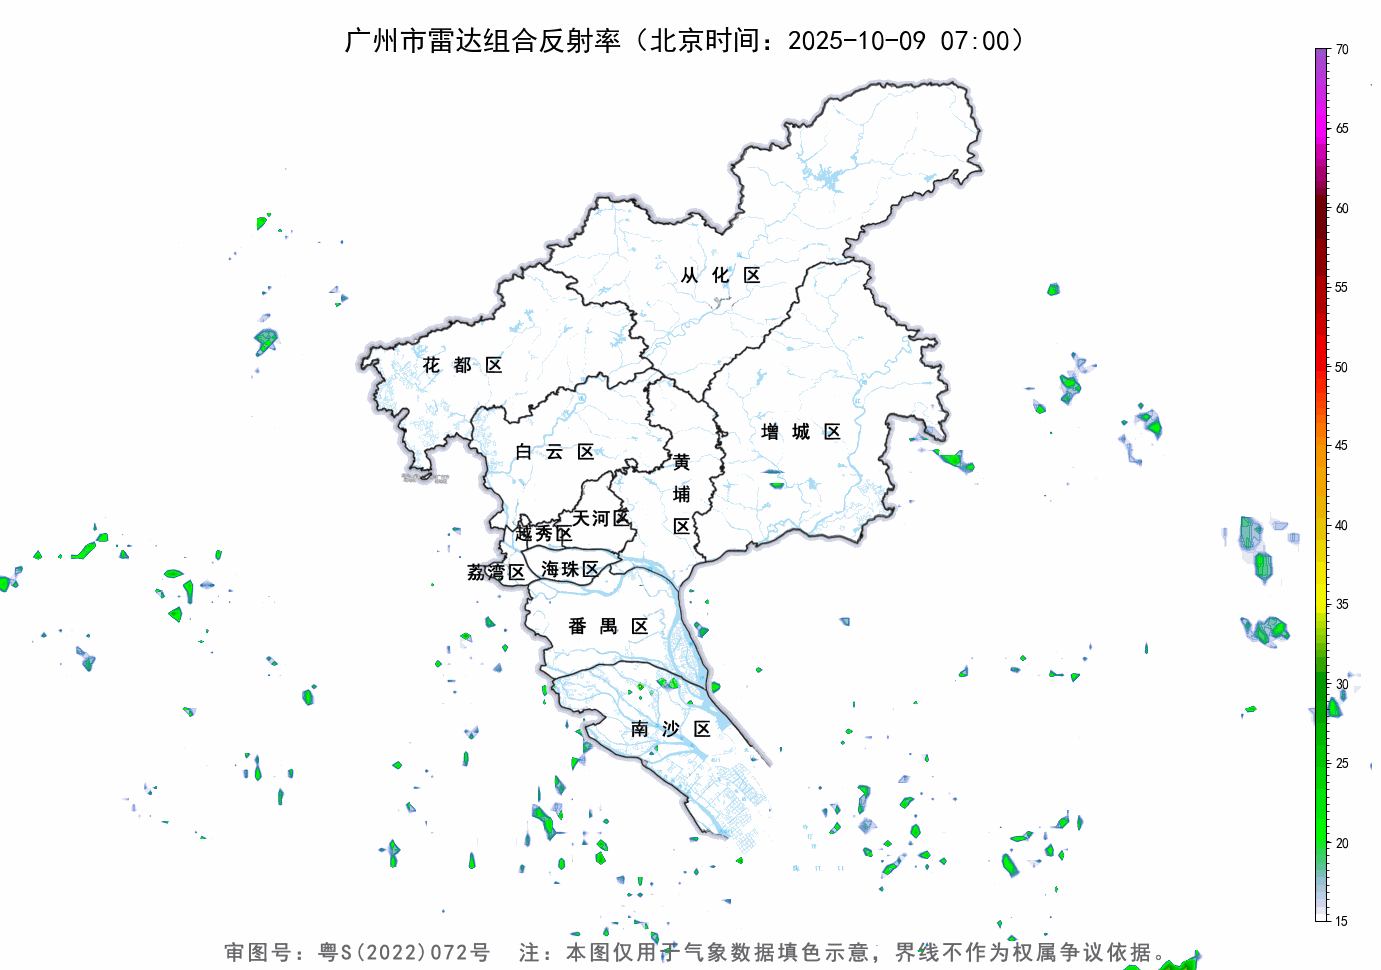 广州市雷达组合反射率（北京时间：2025-10-09 07:00）
70
65
60
55
50
45
40
35
30
25
20
15
从化区
花都区
增城区
白云区
黄埔区
天河区
越秀区
荔湾区
海珠区
番禺区
南沙区
审图号：粤S(2022)072号 注：本图仅用于气象数据填色示意，界线不作为权属争议依据。